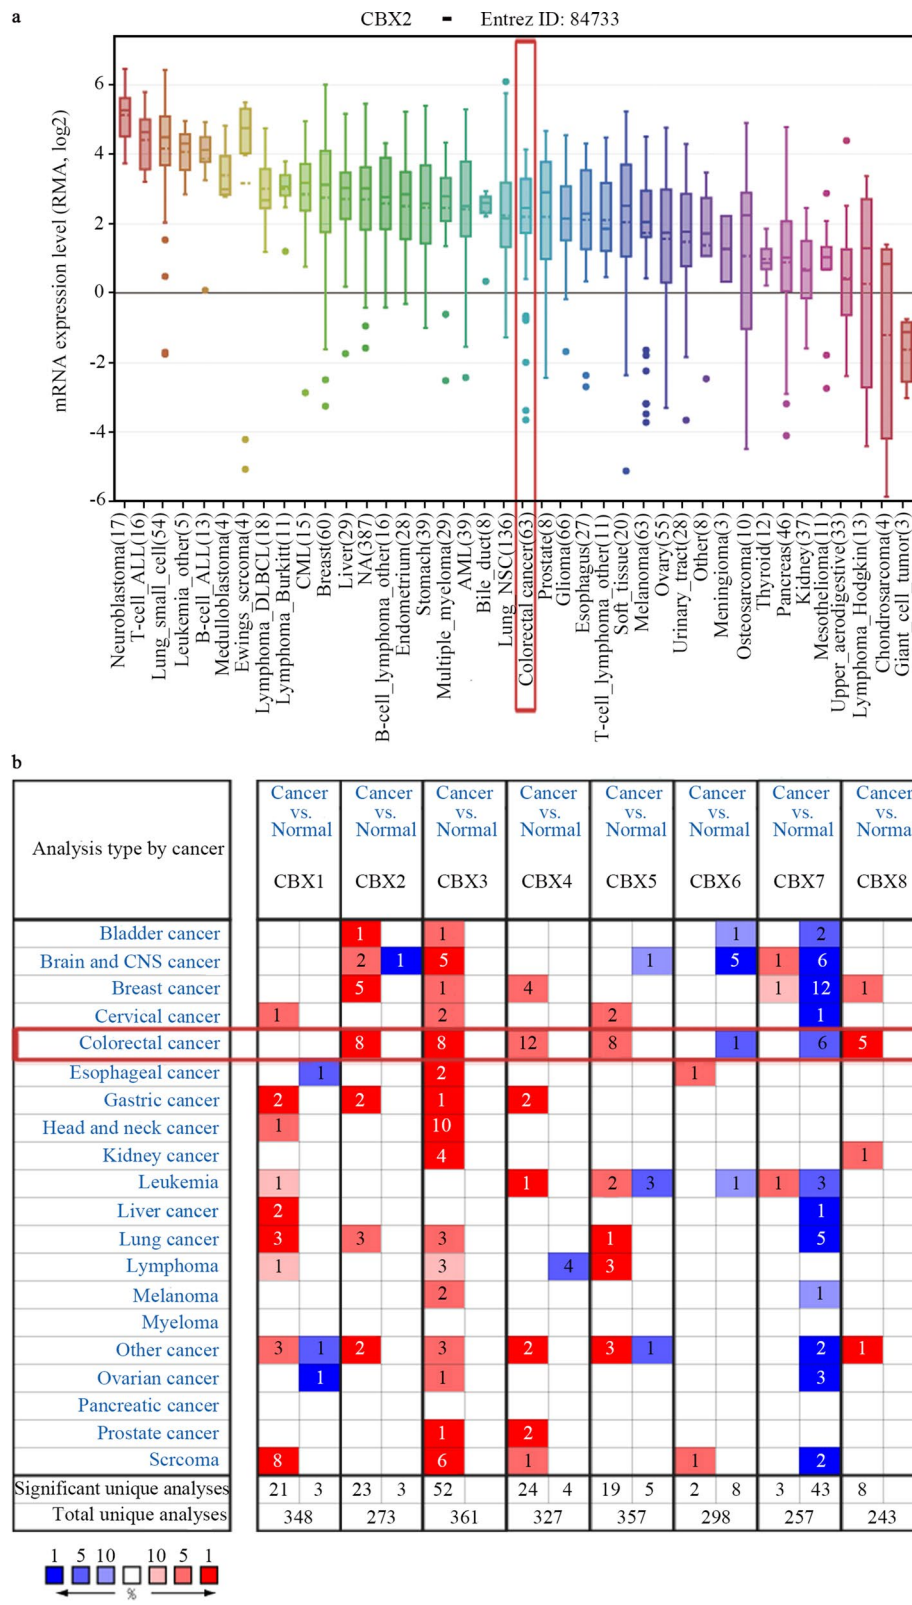 a
CBX2 - Entrez ID: 84733
mRNA expression level (RMA, log2)
6
4
2
0
-2
-4
-6
Neuroblastoma(17)
T-cell_ALL(16)
Lung_small_cell(54)
Leukemia_other(5)
B-cell_ALL(13)
Medulloblastoma(4)
Ewings_sercoma(4)
Lymphoma_DLBCL(18)
Lymphoma_Burkitt(11)
CML(15)
Breast(60)
Liver(29)
NA(387)
B-cell_lymphoma_other(16)
Endometrium(28)
Stomach(39)
Multiple_myeloma(29)
AML(39)
Bile_duct(8)
Lung_NSC(136)
Colorectal cancer(63)
Prostate(8)
Glioma(66)
Esophagus(27)
T-cell_lymphoma_other(11)
Soft_tissue(20)
Melanoma(63)
Ovary(55)
Urinary_tract(28)
Other(8)
Meningioma(3)
Osteosarcoma(10)
Thyroid(12)
Pancreas(46)
Kidney(37)
Mesothelioma(11)
Upper_aerodigestive(33)
Lymphoma_Hodgkin(13)
Chondrosarcoma(4)
Giant_cell_tumor(3)
b
Analysis type by cancer
Cancer Cancer Cancer Cancer Cancer Cancer Cancer Cancer
vs. vs. vs. vs. vs. vs. vs. vs.
Normal Normal Normal Normal Normal Normal Normal Norma
CBX1 CBX2 CBX3 CBX4 CBX5 CBX6 CBX7 CBX8
Bladder cancer 1 1 1 2
Brain and CNS cancer 2 1 5 1 5 1 6
Breast cancer 5 1 4 1 12 1
Cervical cancer 1 2 2 1
Colorectal cancer 8 8 12 8 1 6 5
Esophageal cancer 1 2 1
Gastric cancer 2 2 1 2
Head and neck cancer 1 10
Kidney cancer 4 1
Leukemia 1 1 2 3 1 1 3
Liver cancer 2 1
Lung cancer 3 3 3 1 5
Lymphoma 1 3 4 3
Melanoma 2 1
Myeloma
Other cancer 3 1 2 3 2 3 1 2 1
Ovarian cancer 1 1 3
Pancreatic cancer
Prostate cancer 1 2
Sercoma 8 6 1 1 2
Significant unique analyses 21 3 23 3 52 24 4 19 5 2 8 3 43 8
Total unique analyses 348 273 361 327 357 298 257 243
1 5 10 10 5 1
%